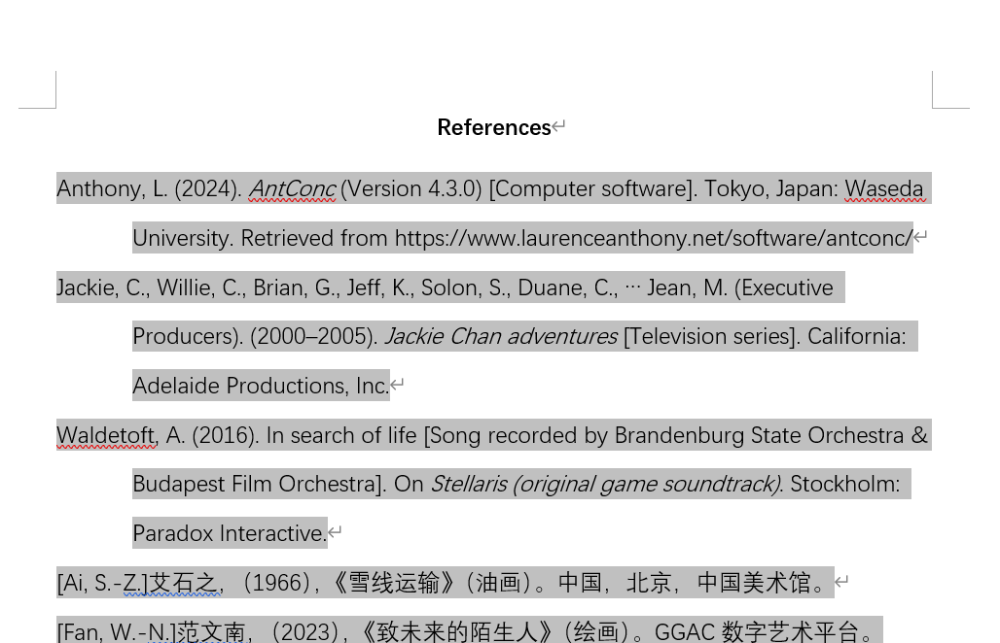 References
Anthony, L. (2024). AntConc (Version 4.3.0) [Computer software]. Tokyo, Japan: Waseda
University. Retrieved from https://www.laurenceanthony.net/software/antconc/
Jackie, C., Willie, C., Brian, G., Jeff, K., Solon, S., Duane, C., … Jean, M. (Executive
Producers). (2000–2005). Jackie Chan adventures [Television series]. California:
Adelaide Productions, Inc.
Waldetoft, A. (2016). In search of life [Song recorded by Brandenburg State Orchestra &
Budapest Film Orchestra]. On Stellaris (original game soundtrack). Stockholm:
Paradox Interactive.
[Ai, S.-Z.]艾石之,（1966），《雪线运输》（油画）。中国，北京，中国美术馆。
[Fan, W.-N.]范文南,（2023），《致未来的陌生人》（绘画）。GGAC 数字艺术平台。